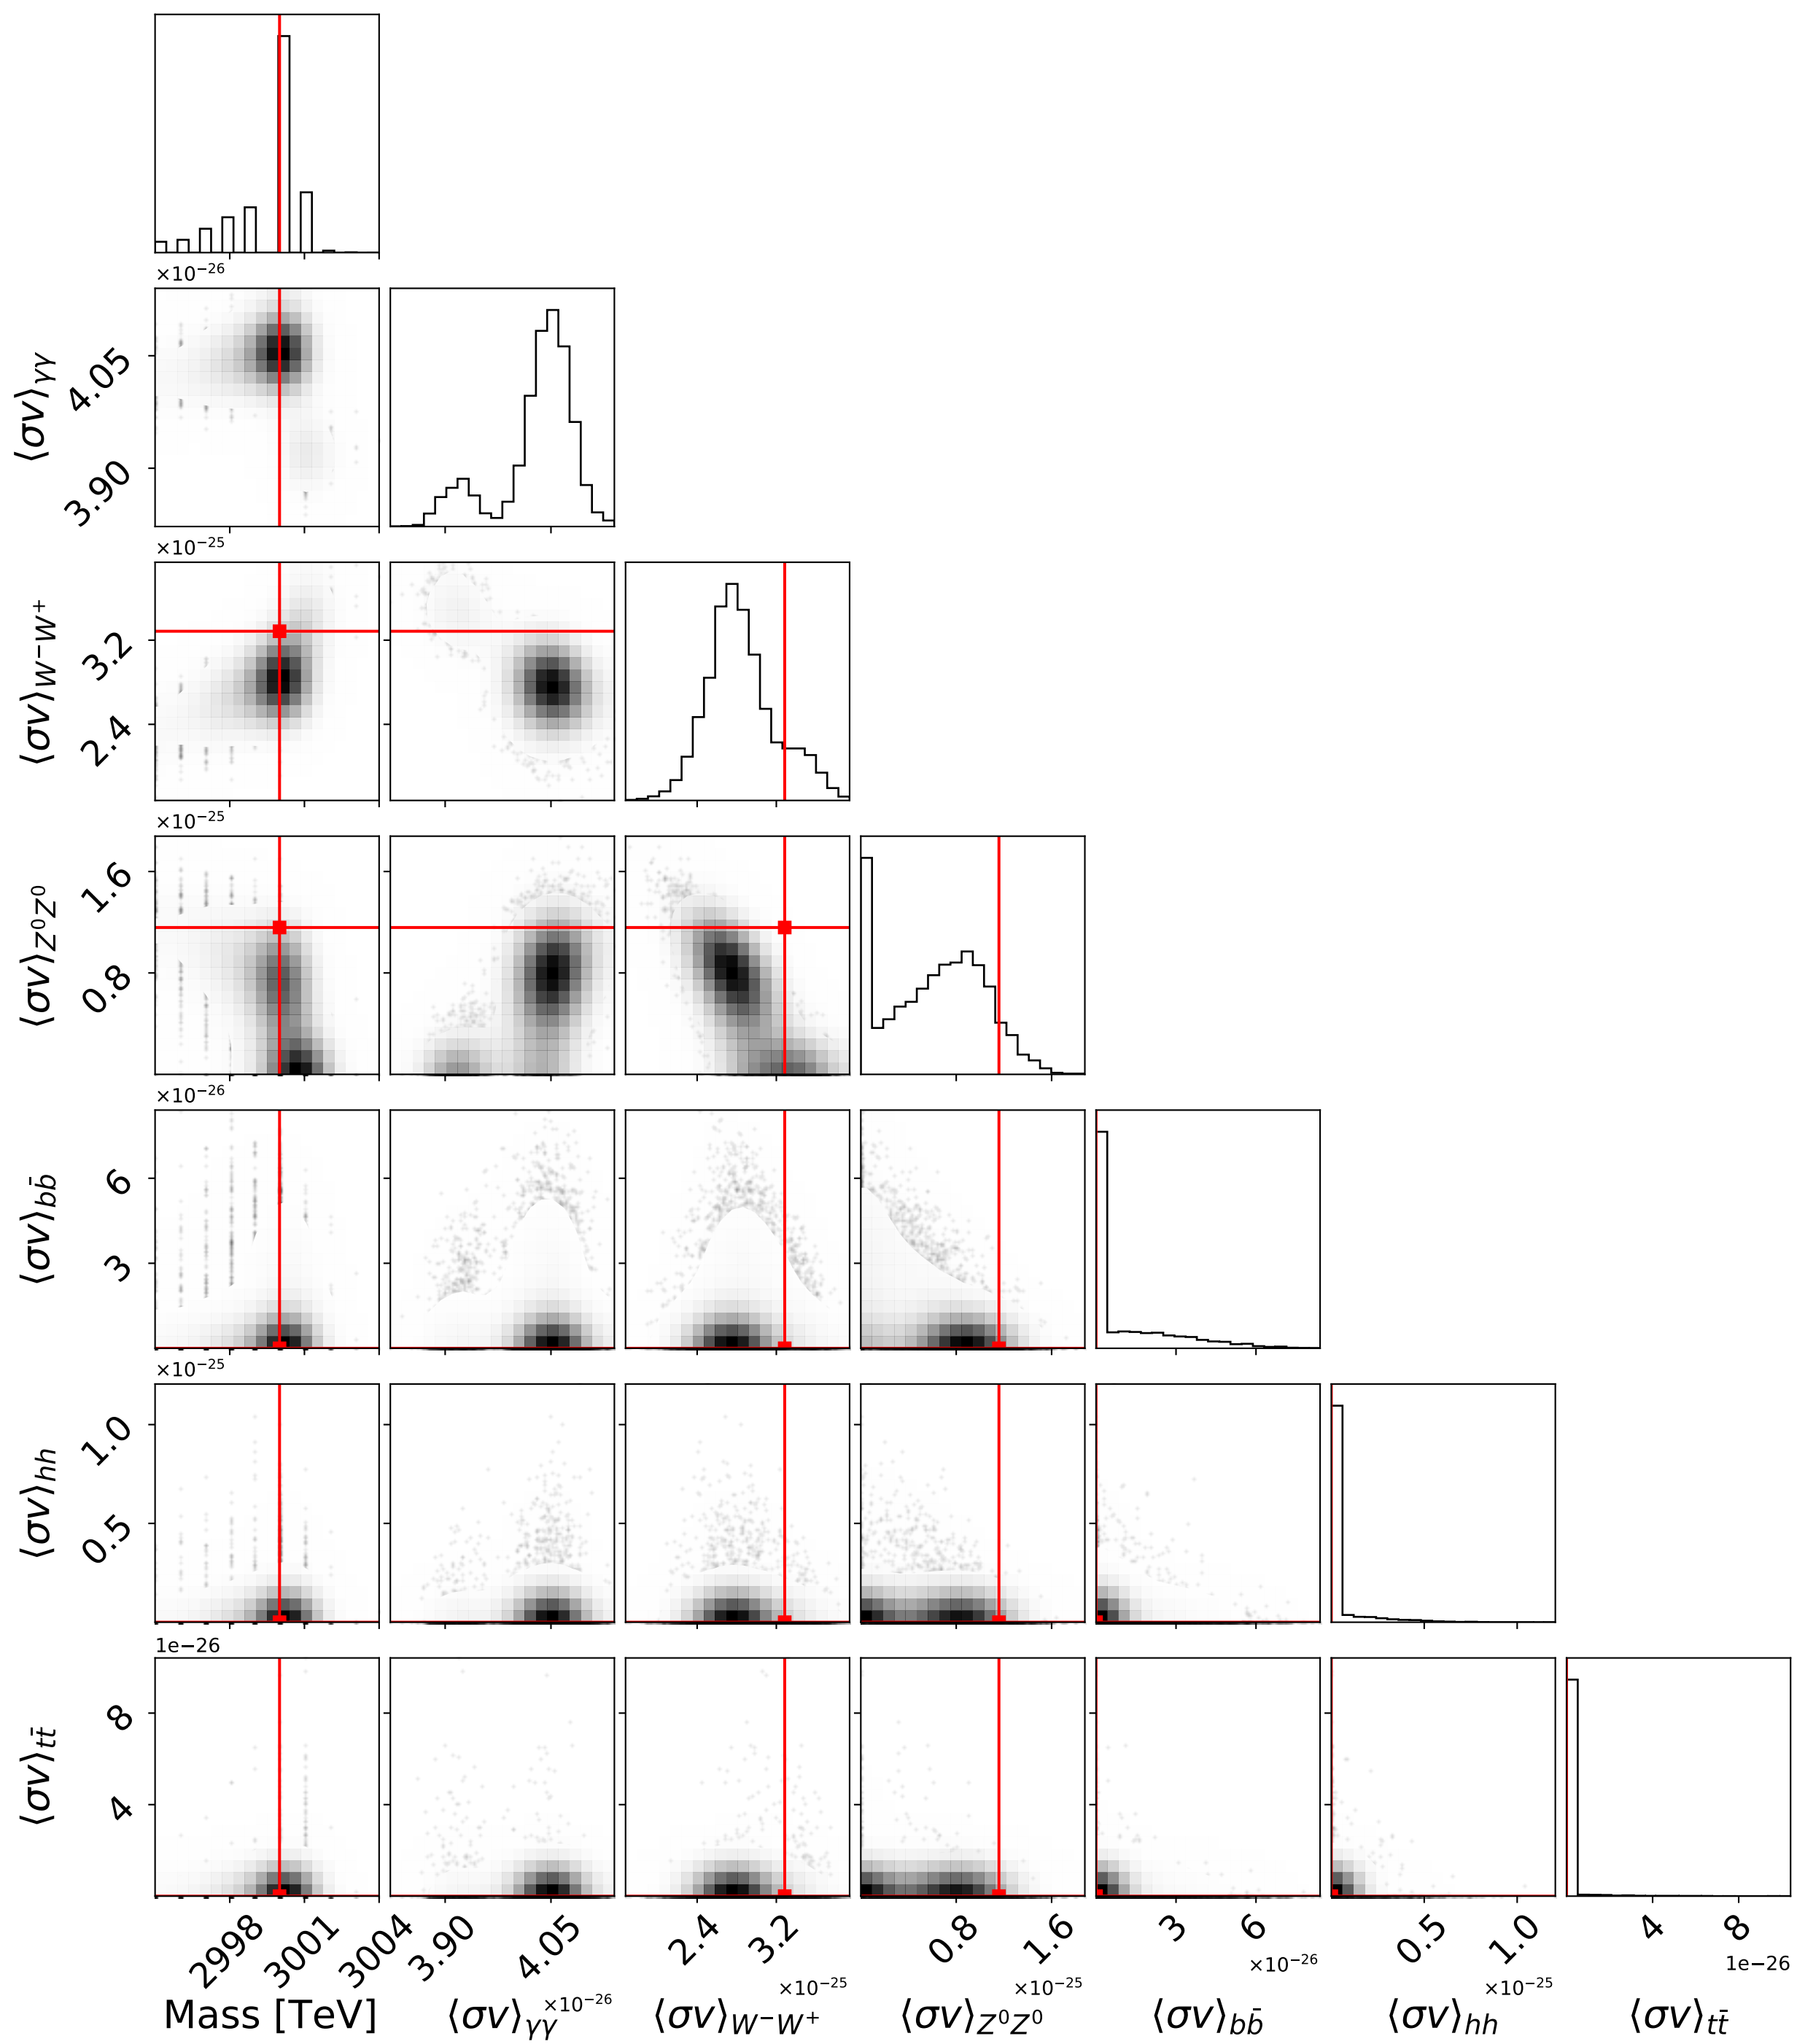 ×10⁻²⁶
⟨σv⟩γγ
4.05
3.90
×10⁻²⁵
⟨σv⟩W⁻W⁺
3.2
2.4
×10⁻²⁵
⟨σv⟩Z⁰Z⁰
1.6
0.8
×10⁻²⁶
⟨σv⟩bb̄
6
3
×10⁻²⁵
⟨σv⟩hh
1.0
0.5
1e−26
⟨σv⟩tt̄
8
4
2998 3001 3004 3.90 4.05 2.4 3.2 0.8 1.6 3 6 0.5 1.0 4 8
×10⁻²⁶ ×10⁻²⁵ ×10⁻²⁵ ×10⁻²⁶ ×10⁻²⁵ 1e−26
Mass [TeV] ⟨σv⟩γγ ⟨σv⟩W⁻W⁺ ⟨σv⟩Z⁰Z⁰ ⟨σv⟩bb̄ ⟨σv⟩hh ⟨σv⟩tt̄